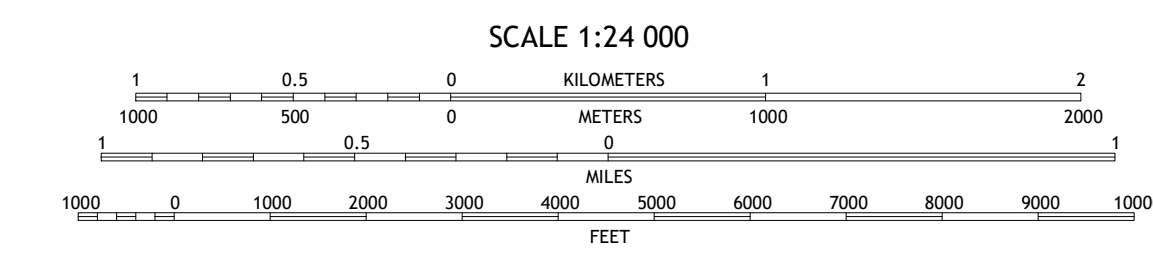 SCALE 1:24 000
1 0.5 0 KILOMETERS 1 2
1000 500 0 METERS 1000 2000
1 0.5 0 1
MILES
1000 0 1000 2000 3000 4000 5000 6000 7000 8000 9000 1000
FEET